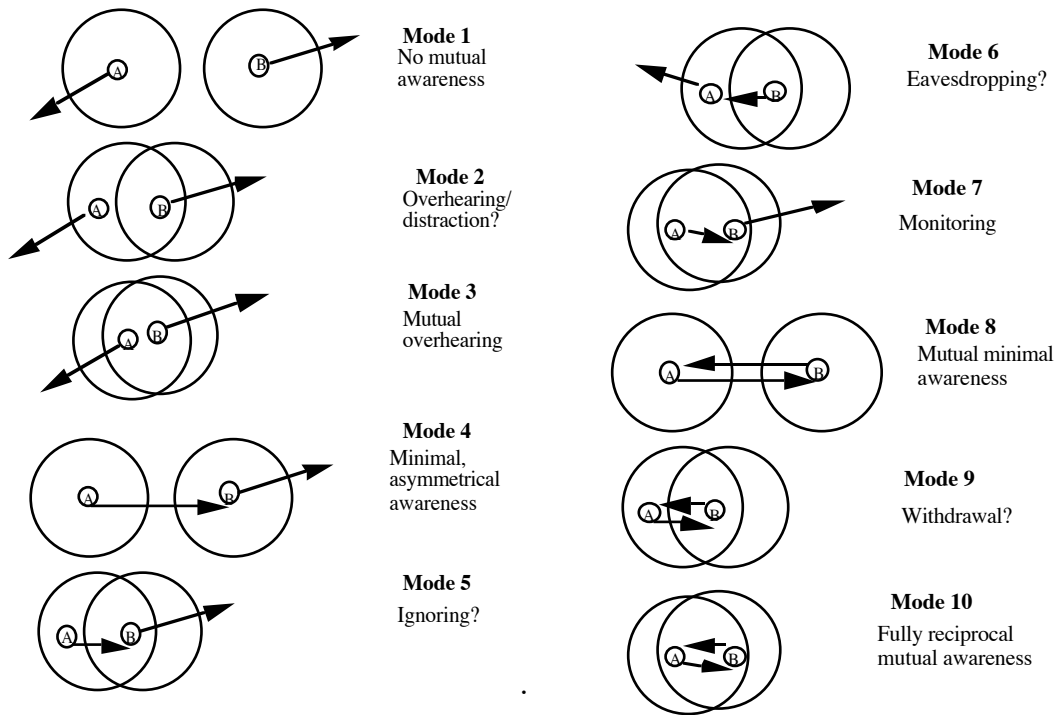 A
B
Mode 1
No mutual
awareness
A
B
Mode 2
Overhearing/
distraction?
A
B
Mode 3
Mutual
overhearing
A
B
Mode 4
Minimal,
asymmetrical
awareness
A
B
Mode 5
Ignoring?
A
B
Mode 6
Eavesdropping?
A
B
Mode 7
Monitoring
A
B
Mode 8
Mutual minimal
awareness
A
B
Mode 9
Withdrawal?
A
B
Mode 10
Fully reciprocal
mutual awareness
.